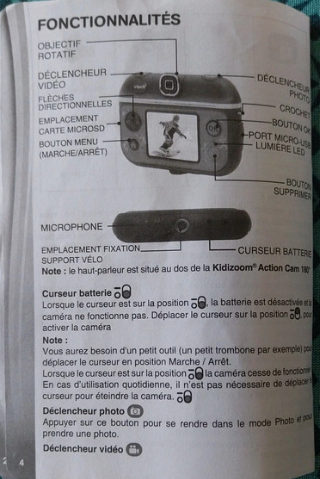 FONCTIONNALITÉS
OBJECTIF
ROTATIF
DÉCLENCHEUR
VIDÉO
DÉCLENCHEUR
PHOTO
FLÈCHES
DIRECTIONNELLES
CROCHET
EMPLACEMENT
CARTE MICROSD
BOUTON OK
PORT MICRO-USB
BOUTON MENU
(MARCHE/ARRÊT)
LUMIÈRE LED
BOUTON
SUPPRIMER
MICROPHONE
EMPLACEMENT FIXATION
SUPPORT VÉLO
CURSEUR BATTERIE
Note : le haut-parleur est situé au dos de la Kidizoom® Action Cam 180°
Curseur batterie
Lorsque le curseur est sur la position , la batterie est désactivée et la
caméra ne fonctionne pas. Déplacer le curseur sur la position pour
activer la caméra
Note :
Vous aurez besoin d'un petit outil (un petit trombone par exemple) pour
déplacer le curseur en position Marche / Arrêt.
Lorsque le curseur est sur la position la caméra cesse de fonctionner
En cas d'utilisation quotidienne, il n'est pas nécessaire de déplacer le
curseur pour éteindre la caméra.
Déclencheur photo
Appuyer sur ce bouton pour se rendre dans le mode Photo et pour
prendre une photo.
Déclencheur vidéo
4